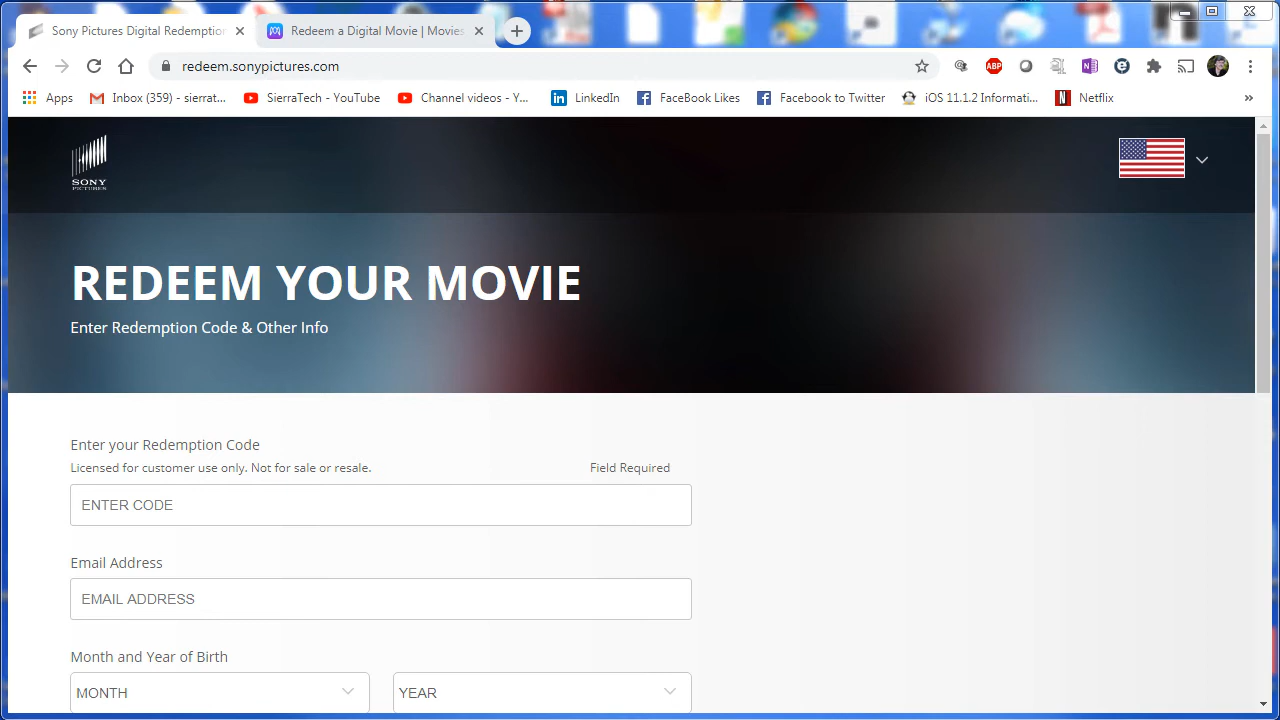 Sony Pictures Digital Redemption
Redeem a Digital Movie | Movies
redeem.sonypictures.com
ABP
Apps
Inbox (359) - sierrat...
SierraTech - YouTube
Channel videos - Y...
LinkedIn
FaceBook Likes
Facebook to Twitter
iOS 11.1.2 Informati...
Netflix
SONY
PICTURES
REDEEM YOUR MOVIE
Enter Redemption Code & Other Info
Enter your Redemption Code
Licensed for customer use only. Not for sale or resale.
Field Required
ENTER CODE
Email Address
EMAIL ADDRESS
Month and Year of Birth
MONTH
YEAR